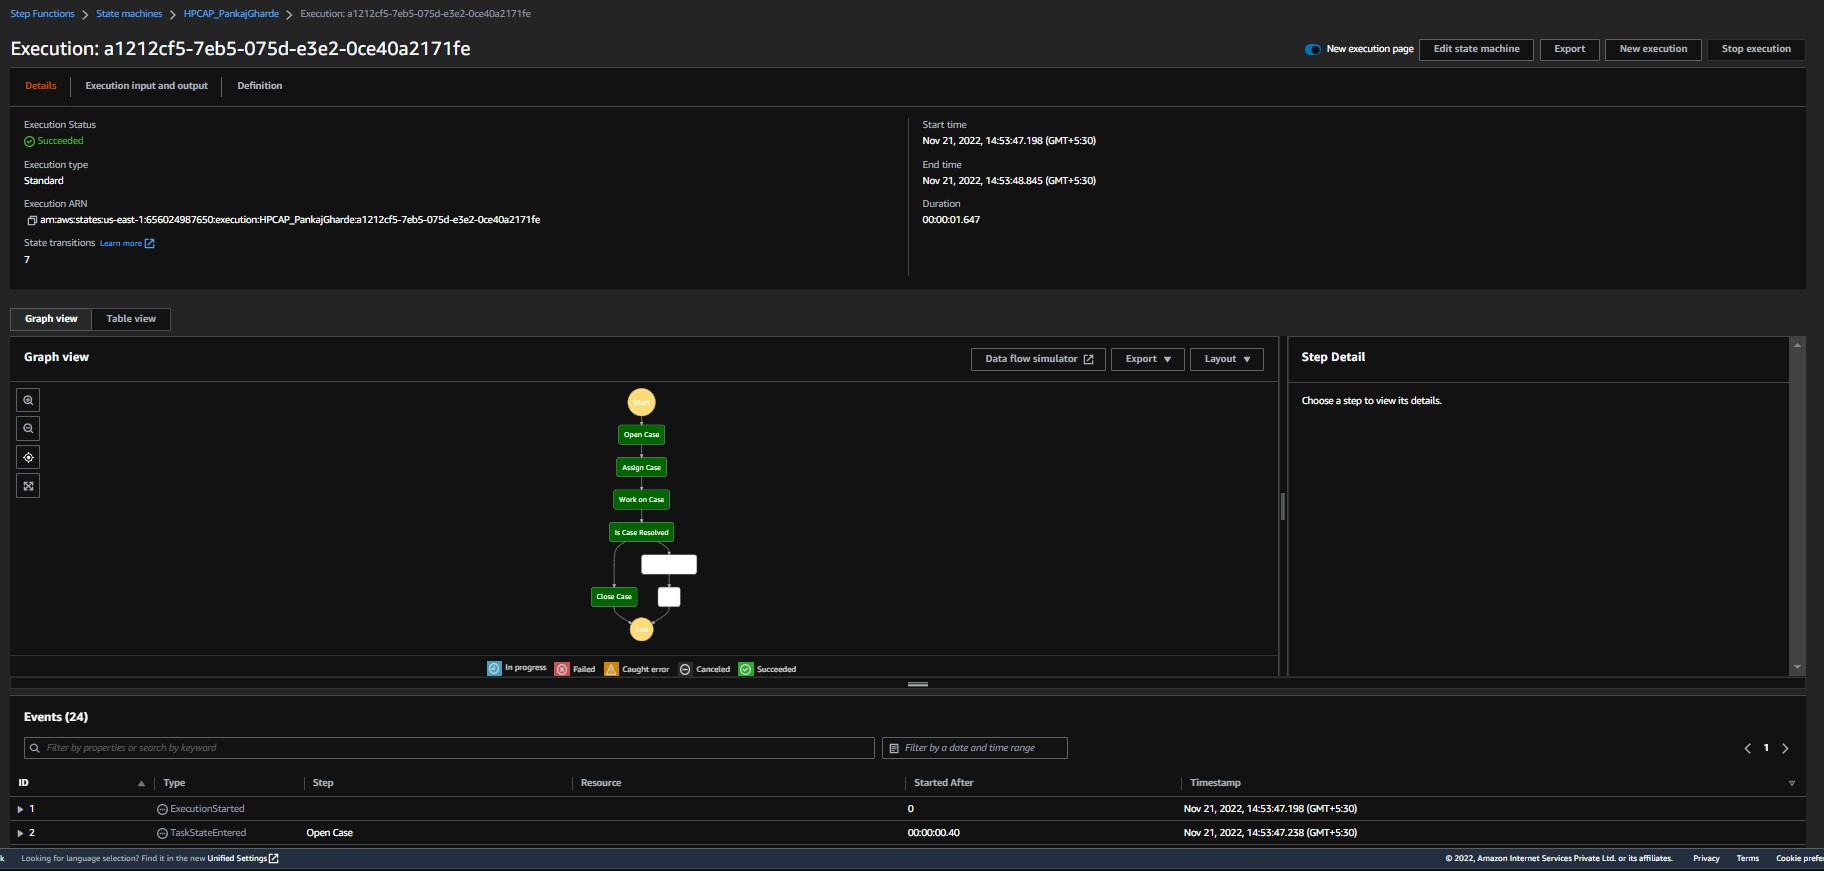 Step Functions > State machines > HPCAP_PankajGharde > Execution: a1212cf5-7eb5-075d-e3e2-0ce40a2171fe
Execution: a1212cf5-7eb5-075d-e3e2-0ce40a2171fe
New execution page
Edit state machine
Export
New execution
Stop execution
Details
Execution input and output
Definition
Execution Status
Succeeded
Execution type
Standard
Execution ARN
arn:aws:states:us-east-1:656024987650:execution:HPCAP_PankajGharde:a1212cf5-7eb5-075d-e3e2-0ce40a2171fe
State transitions Learn more
7
Start time
Nov 21, 2022, 14:53:47.198 (GMT+5:30)
End time
Nov 21, 2022, 14:53:48.845 (GMT+5:30)
Duration
00:00:01.647
Graph view
Table view
Graph view
Data flow simulator
Export
Layout
Start
Open Case
Assign Case
Work on Case
Is Case Resolved
Close Case
End
In progress
Failed
Caught error
Canceled
Succeeded
Step Detail
Choose a step to view its details.
Events (24)
Filter by properties or search by keyword
Filter by a date and time range
1
ID Type Step Resource Started After Timestamp
1 ExecutionStarted 0 Nov 21, 2022, 14:53:47.198 (GMT+5:30)
2 TaskStateEntered Open Case 00:00:00.40 Nov 21, 2022, 14:53:47.238 (GMT+5:30)
k Looking for language selection? Find it in the new Unified Settings
© 2022, Amazon Internet Services Private Ltd. or its affiliates. Privacy Terms Cookie prefe